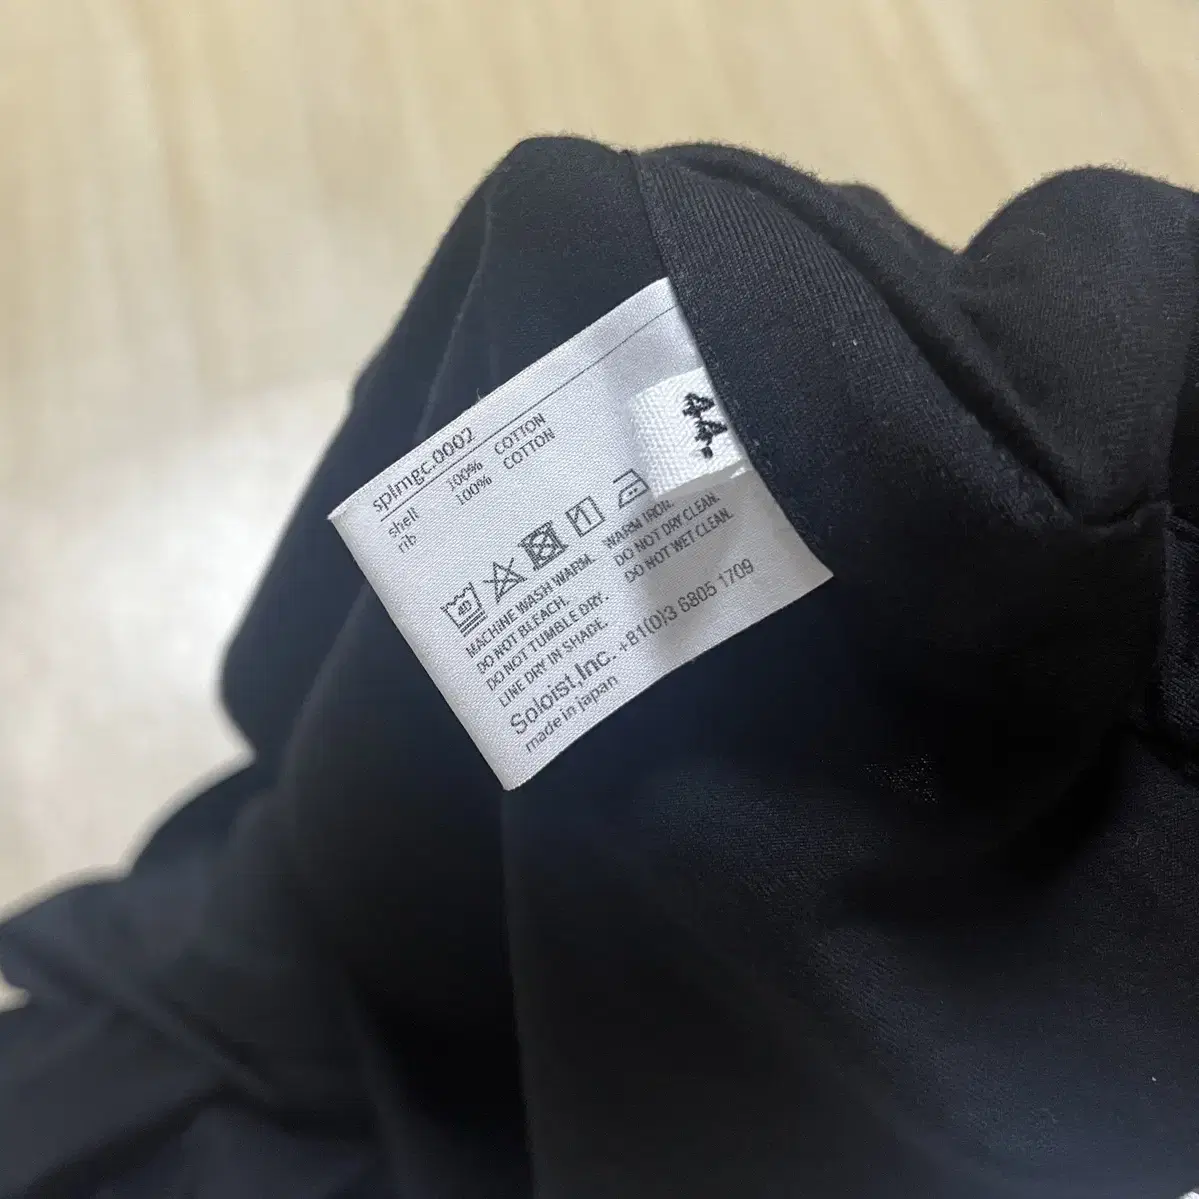 splmgc.0002
shell 100% COTTON
rib 100% COTTON
44.
40
MACHINE WASH WARM. WARM IRON.
DO NOT BLEACH. DO NOT DRY CLEAN.
DO NOT TUMBLE DRY. DO NOT WET CLEAN.
LINE DRY IN SHADE.
Soloist,Inc. +81(0)3 6805 1709
made in japan